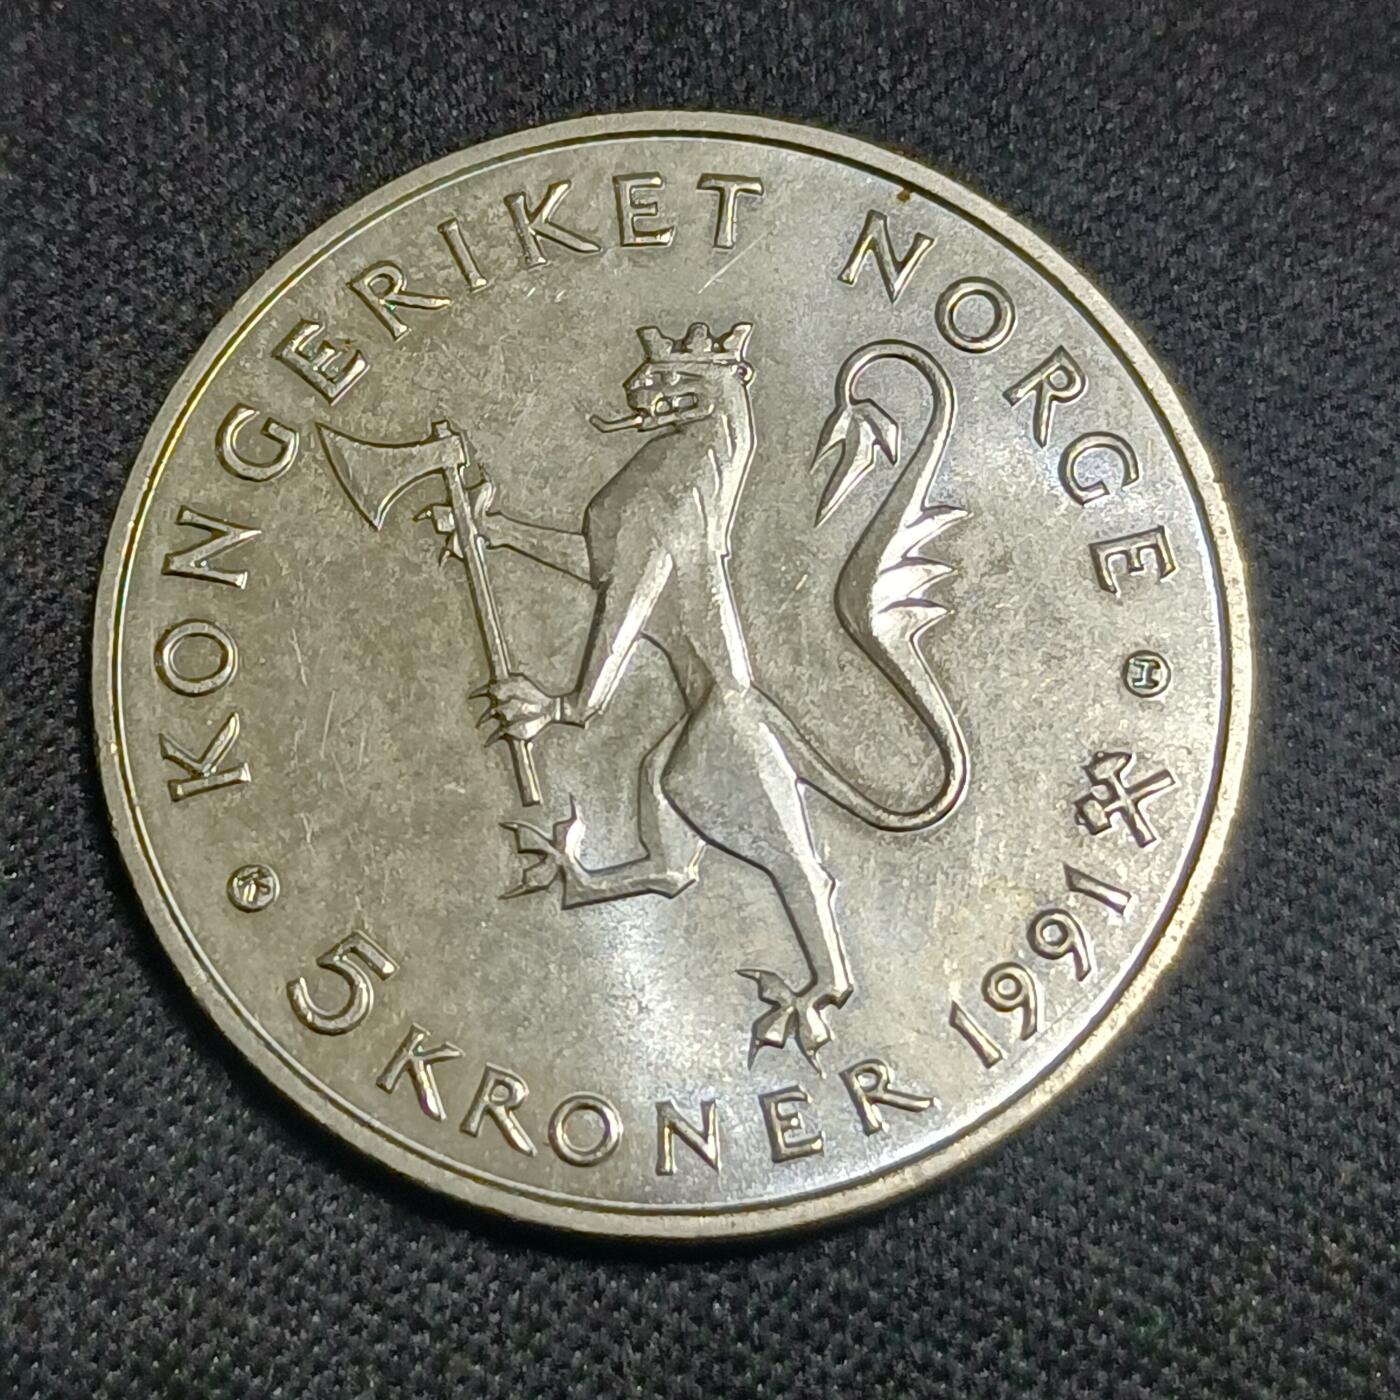 KONGERIKET NORGE
H
1991
5 KRONER